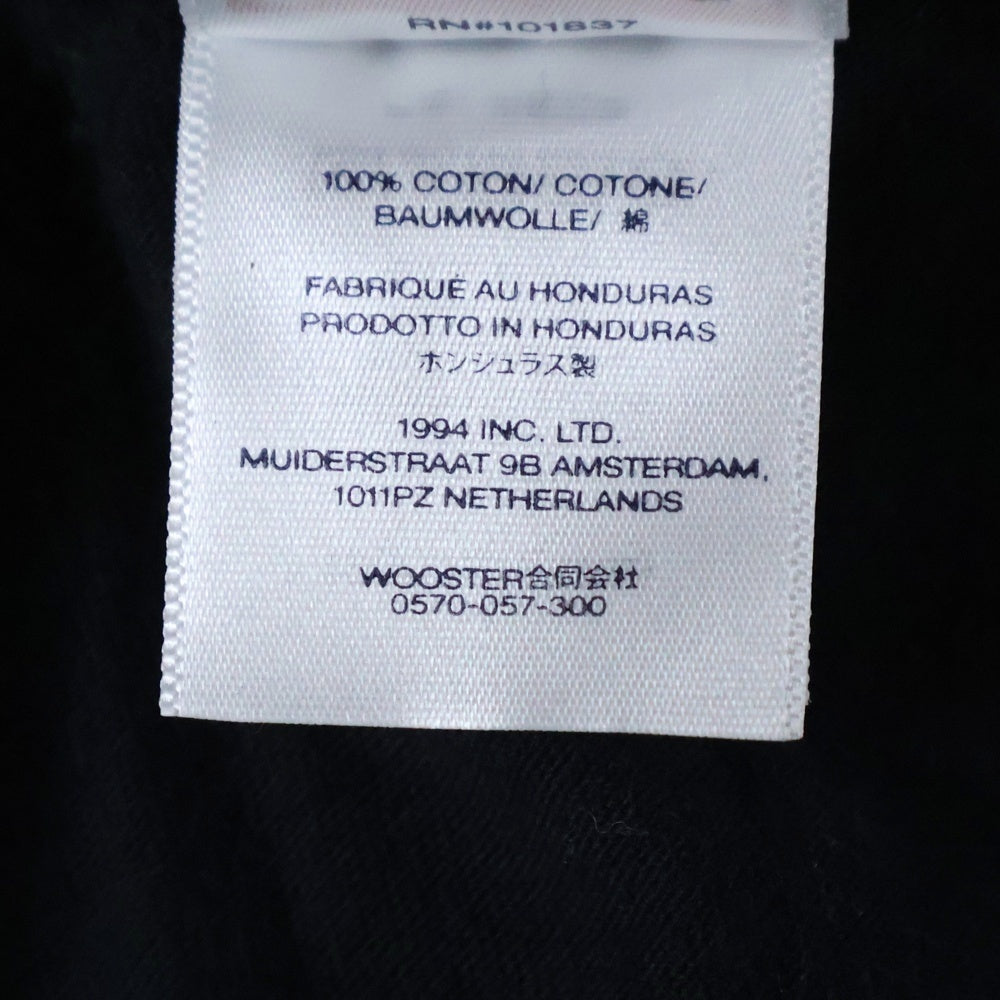 RN#101837
100% COTON/ COTONE/
BAUMWOLLE/ 綿
FABRIQUÉ AU HONDURAS
PRODOTTO IN HONDURAS
ホンジュラス製
1994 INC. LTD.
MUIDERSTRAAT 9B AMSTERDAM,
1011PZ NETHERLANDS
WOOSTER合同会社
0570-057-300